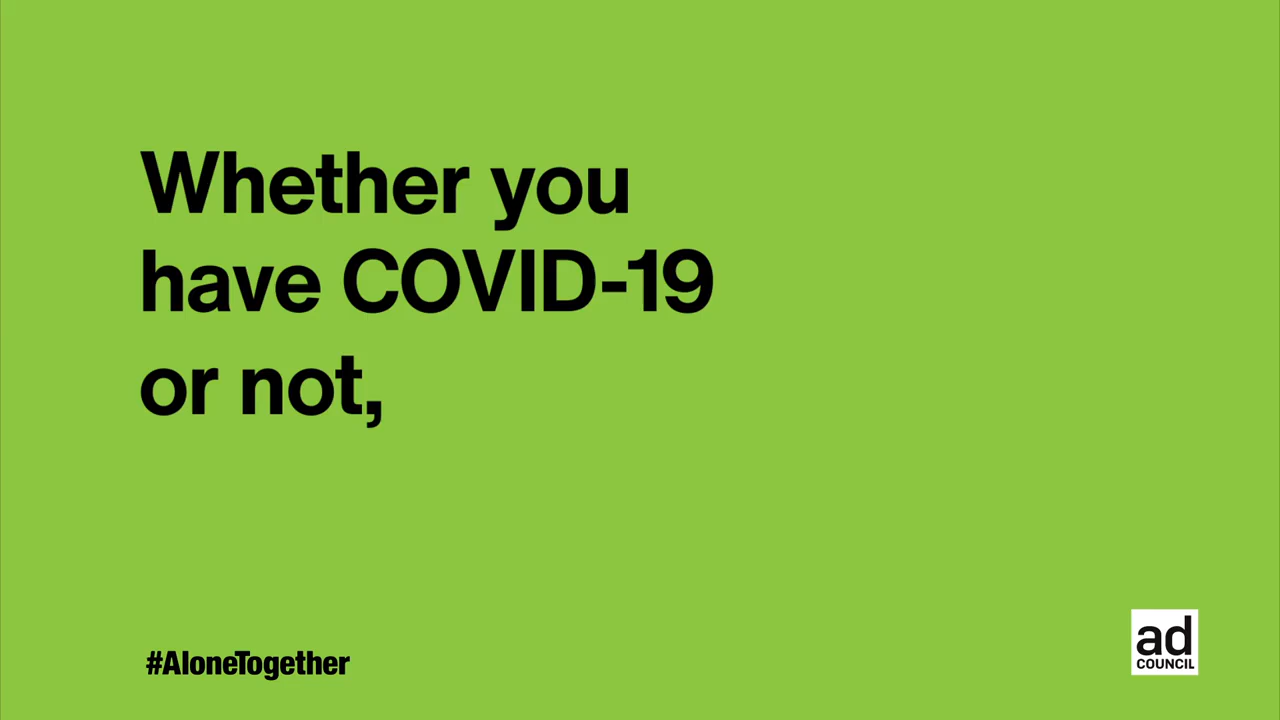 Whether you
have COVID-19
or not,
#AloneTogether
ad
COUNCIL